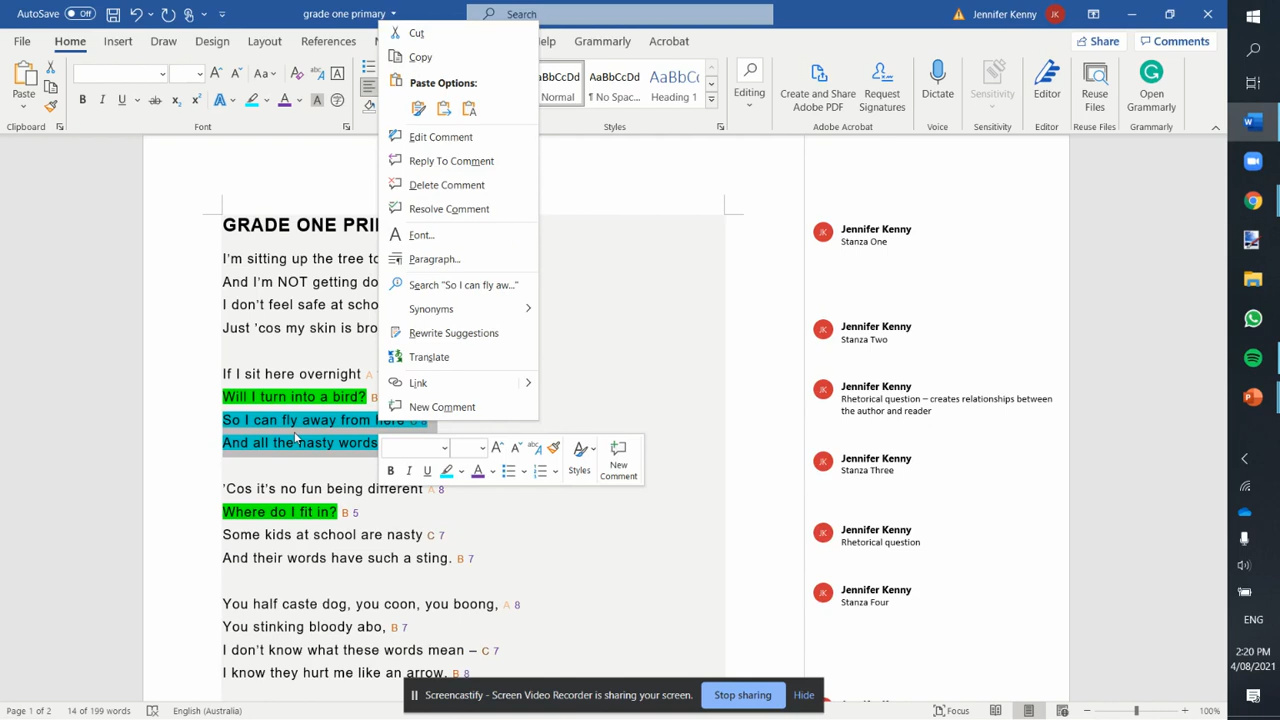 AutoSave Off
grade one primary
Search
Jennifer Kenny JK
File Home Insert Draw Design Layout References Help Grammarly Acrobat
Share Comments
Paste
Aa
Normal
¶ No Spac...
Heading 1
Editing
Create and Share Adobe PDF
Request Signatures
Dictate
Sensitivity
Editor
Reuse Files
Open Grammarly
Clipboard Font Styles Adobe Acrobat Voice Sensitivity Editor Reuse Files Grammarly
Cut
Copy
Paste Options:
Edit Comment
Reply To Comment
Delete Comment
Resolve Comment
Font...
Paragraph...
Search "So I can fly aw..."
Synonyms
Rewrite Suggestions
Translate
Link
New Comment
Styles
New Comment
GRADE ONE
I'm sitting up the tree
And I'm NOT getting
I don't feel safe at
Just 'cos my skin is
If I sit here overnight A
Will I turn into a bird? B
So I can fly away from here C
And all the nasty words
'Cos it's no fun being different A 8
Where do I fit in? B 5
Some kids at school are nasty C 7
And their words have such a sting. B 7
You half caste dog, you coon, you boong, A 8
You stinking bloody abo, B 7
I don't know what these words mean – C 7
I know they hurt me like an arrow. B 8
JK Jennifer Kenny
Stanza One
JK Jennifer Kenny
Stanza Two
JK Jennifer Kenny
Rhetorical question – creates relationships between
the author and reader
JK Jennifer Kenny
Stanza Three
JK Jennifer Kenny
Rhetorical question
JK Jennifer Kenny
Stanza Four
Screencastify - Screen Video Recorder is sharing your screen. Stop sharing Hide
Page 1 of 2 14 of 199 words English (Australia)
Focus 100%
ENG
2:20 PM
4/08/2021